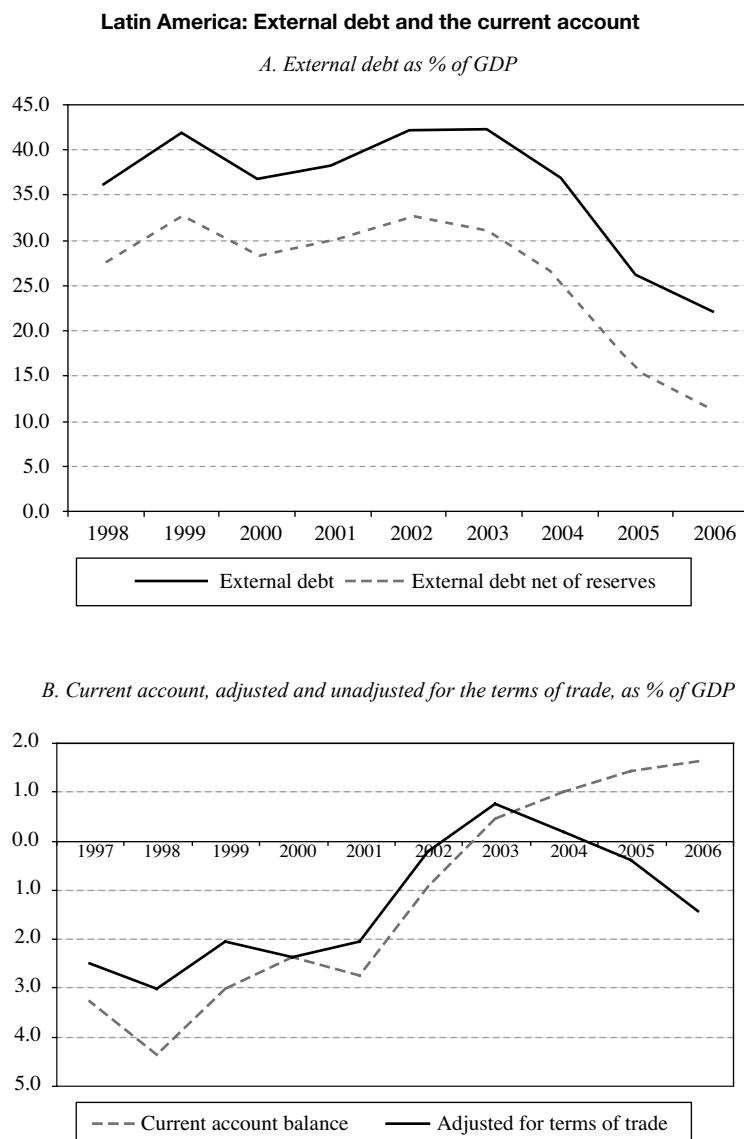 Latin America: External debt and the current account
A. External debt as % of GDP
45.0
40.0
35.0
30.0
25.0
20.0
15.0
10.0
5.0
0.0
1998 1999 2000 2001 2002 2003 2004 2005 2006
External debt External debt net of reserves
B. Current account, adjusted and unadjusted for the terms of trade, as % of GDP
2.0
1.0
0.0
1997 1998 1999 2000 2001 2002 2003 2004 2005 2006
1.0
2.0
3.0
4.0
5.0
Current account balance Adjusted for terms of trade